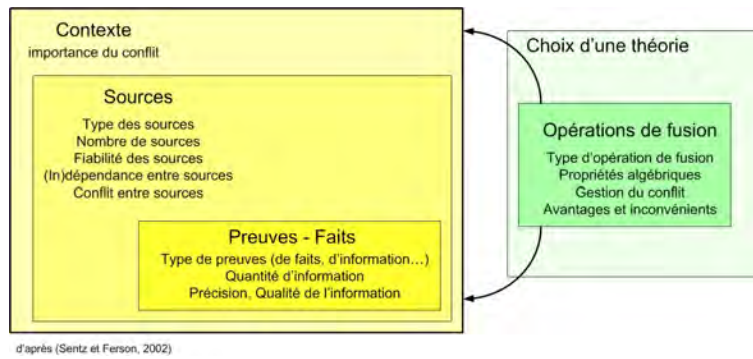 Contexte
importance du conflit
Sources
Type des sources
Nombre de sources
Fiabilité des sources
(In)dépendance entre sources
Conflit entre sources
Preuves - Faits
Type de preuves (de faits, d'information...)
Quantité d'information
Précision, Qualité de l'information
Choix d'une théorie
Opérations de fusion
Type d'opération de fusion
Propriétés algébriques
Gestion du conflit
Avantages et inconvénients
d'après (Sentz et Ferson, 2002)